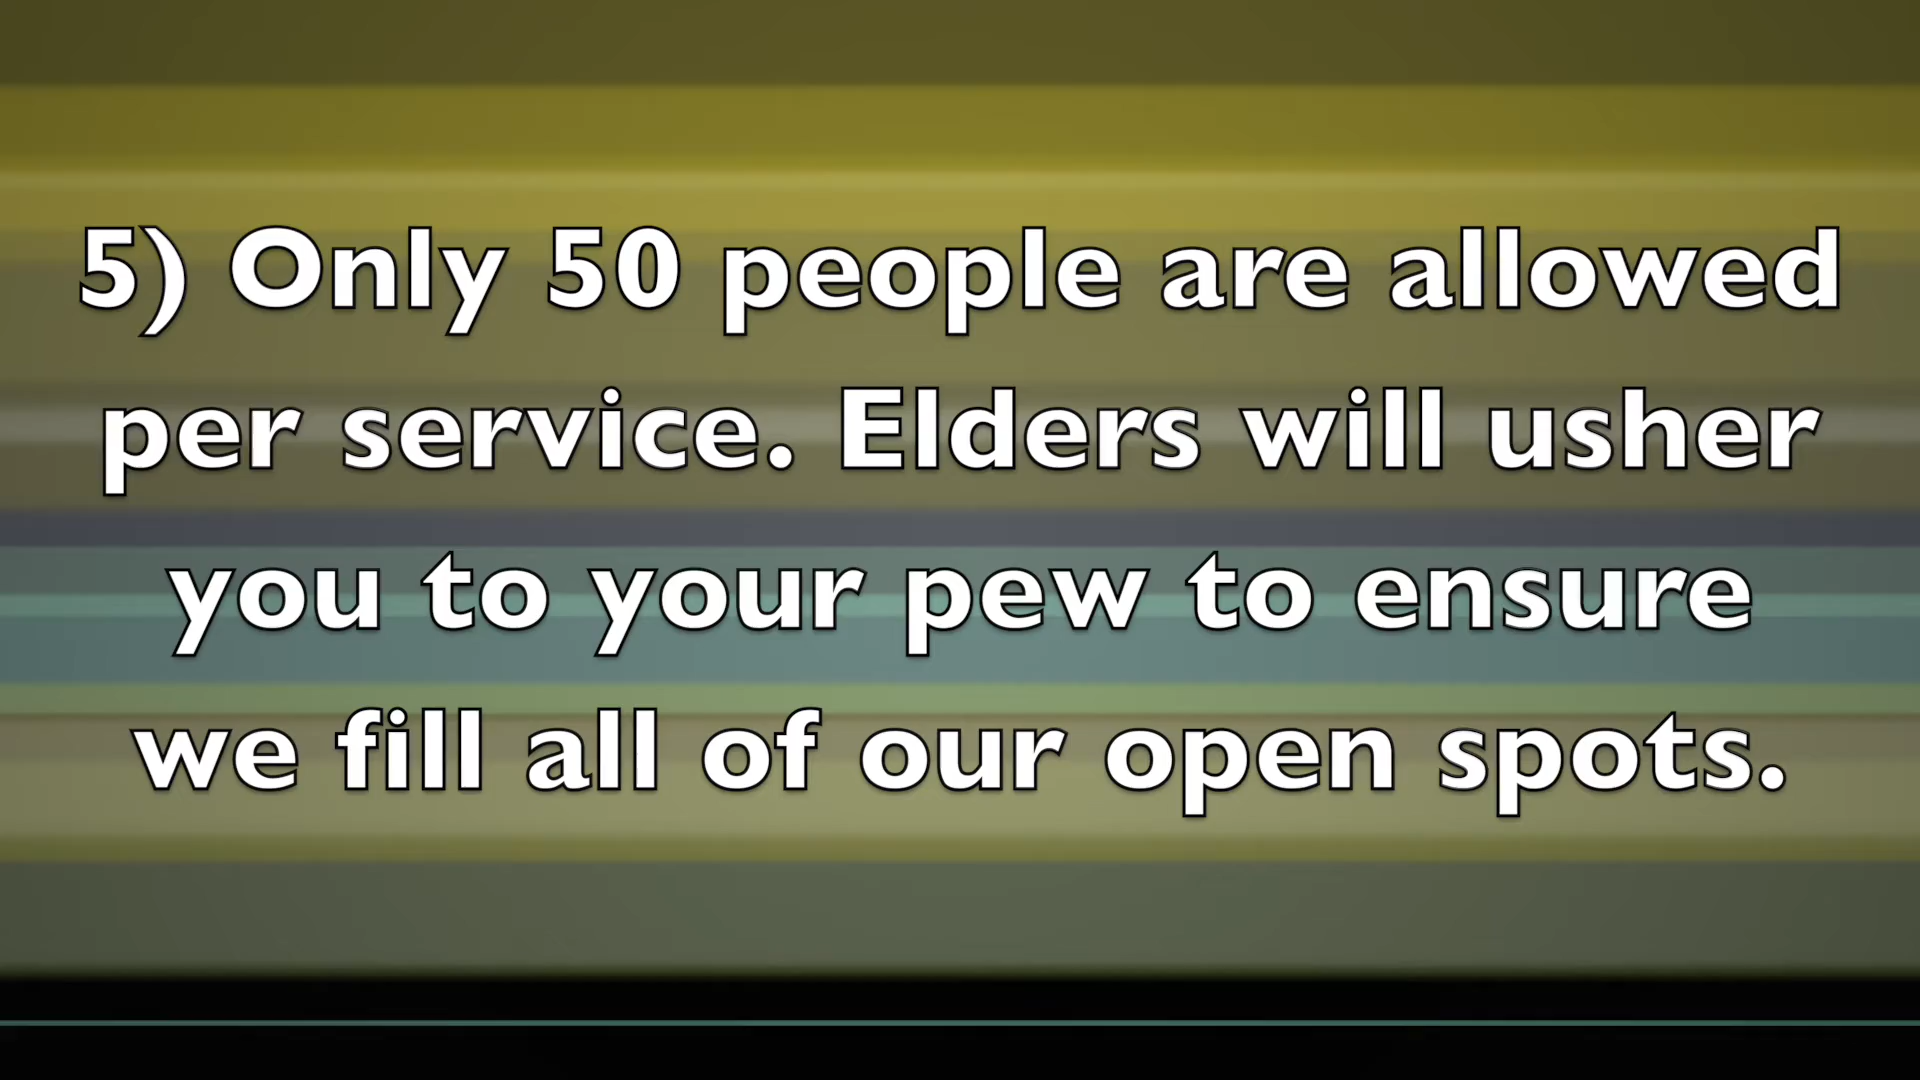 5) Only 50 people are allowed
per service. Elders will usher
you to your pew to ensure
we fill all of our open spots.